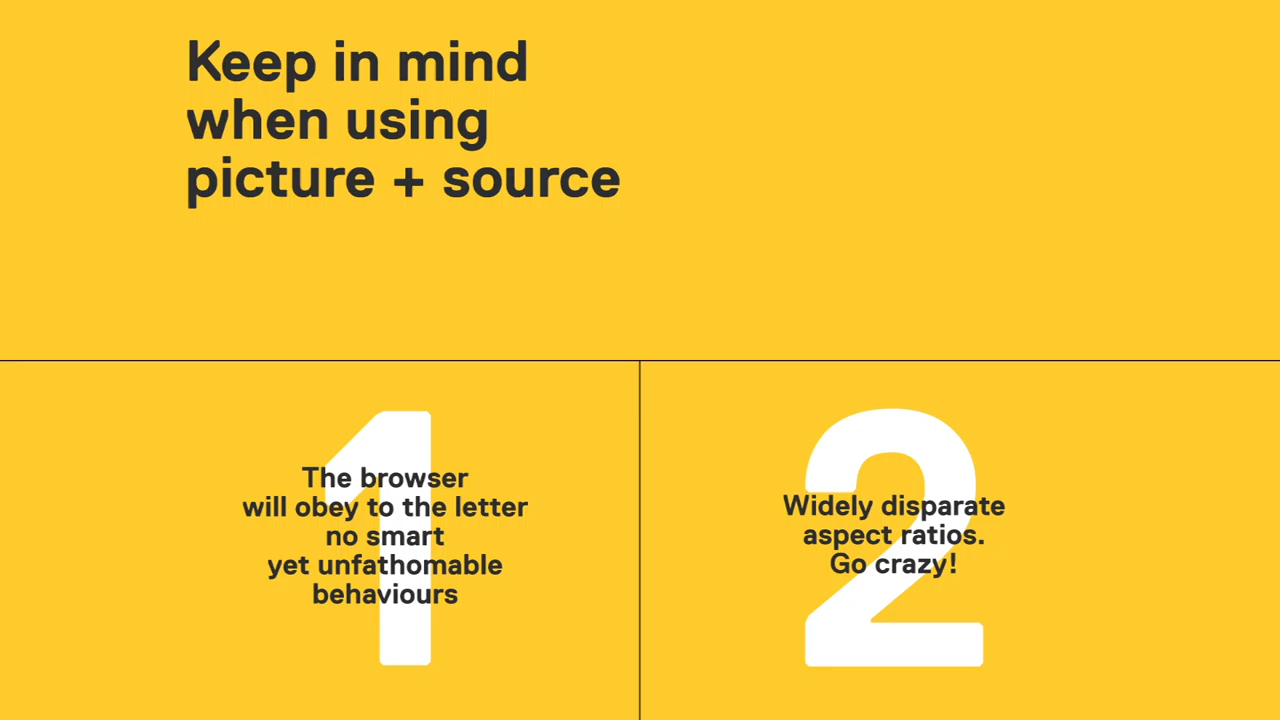 Keep in mind
when using
picture + source
1
The browser
will obey to the letter
no smart
yet unfathomable
behaviours
2
Widely disparate
aspect ratios.
Go crazy!